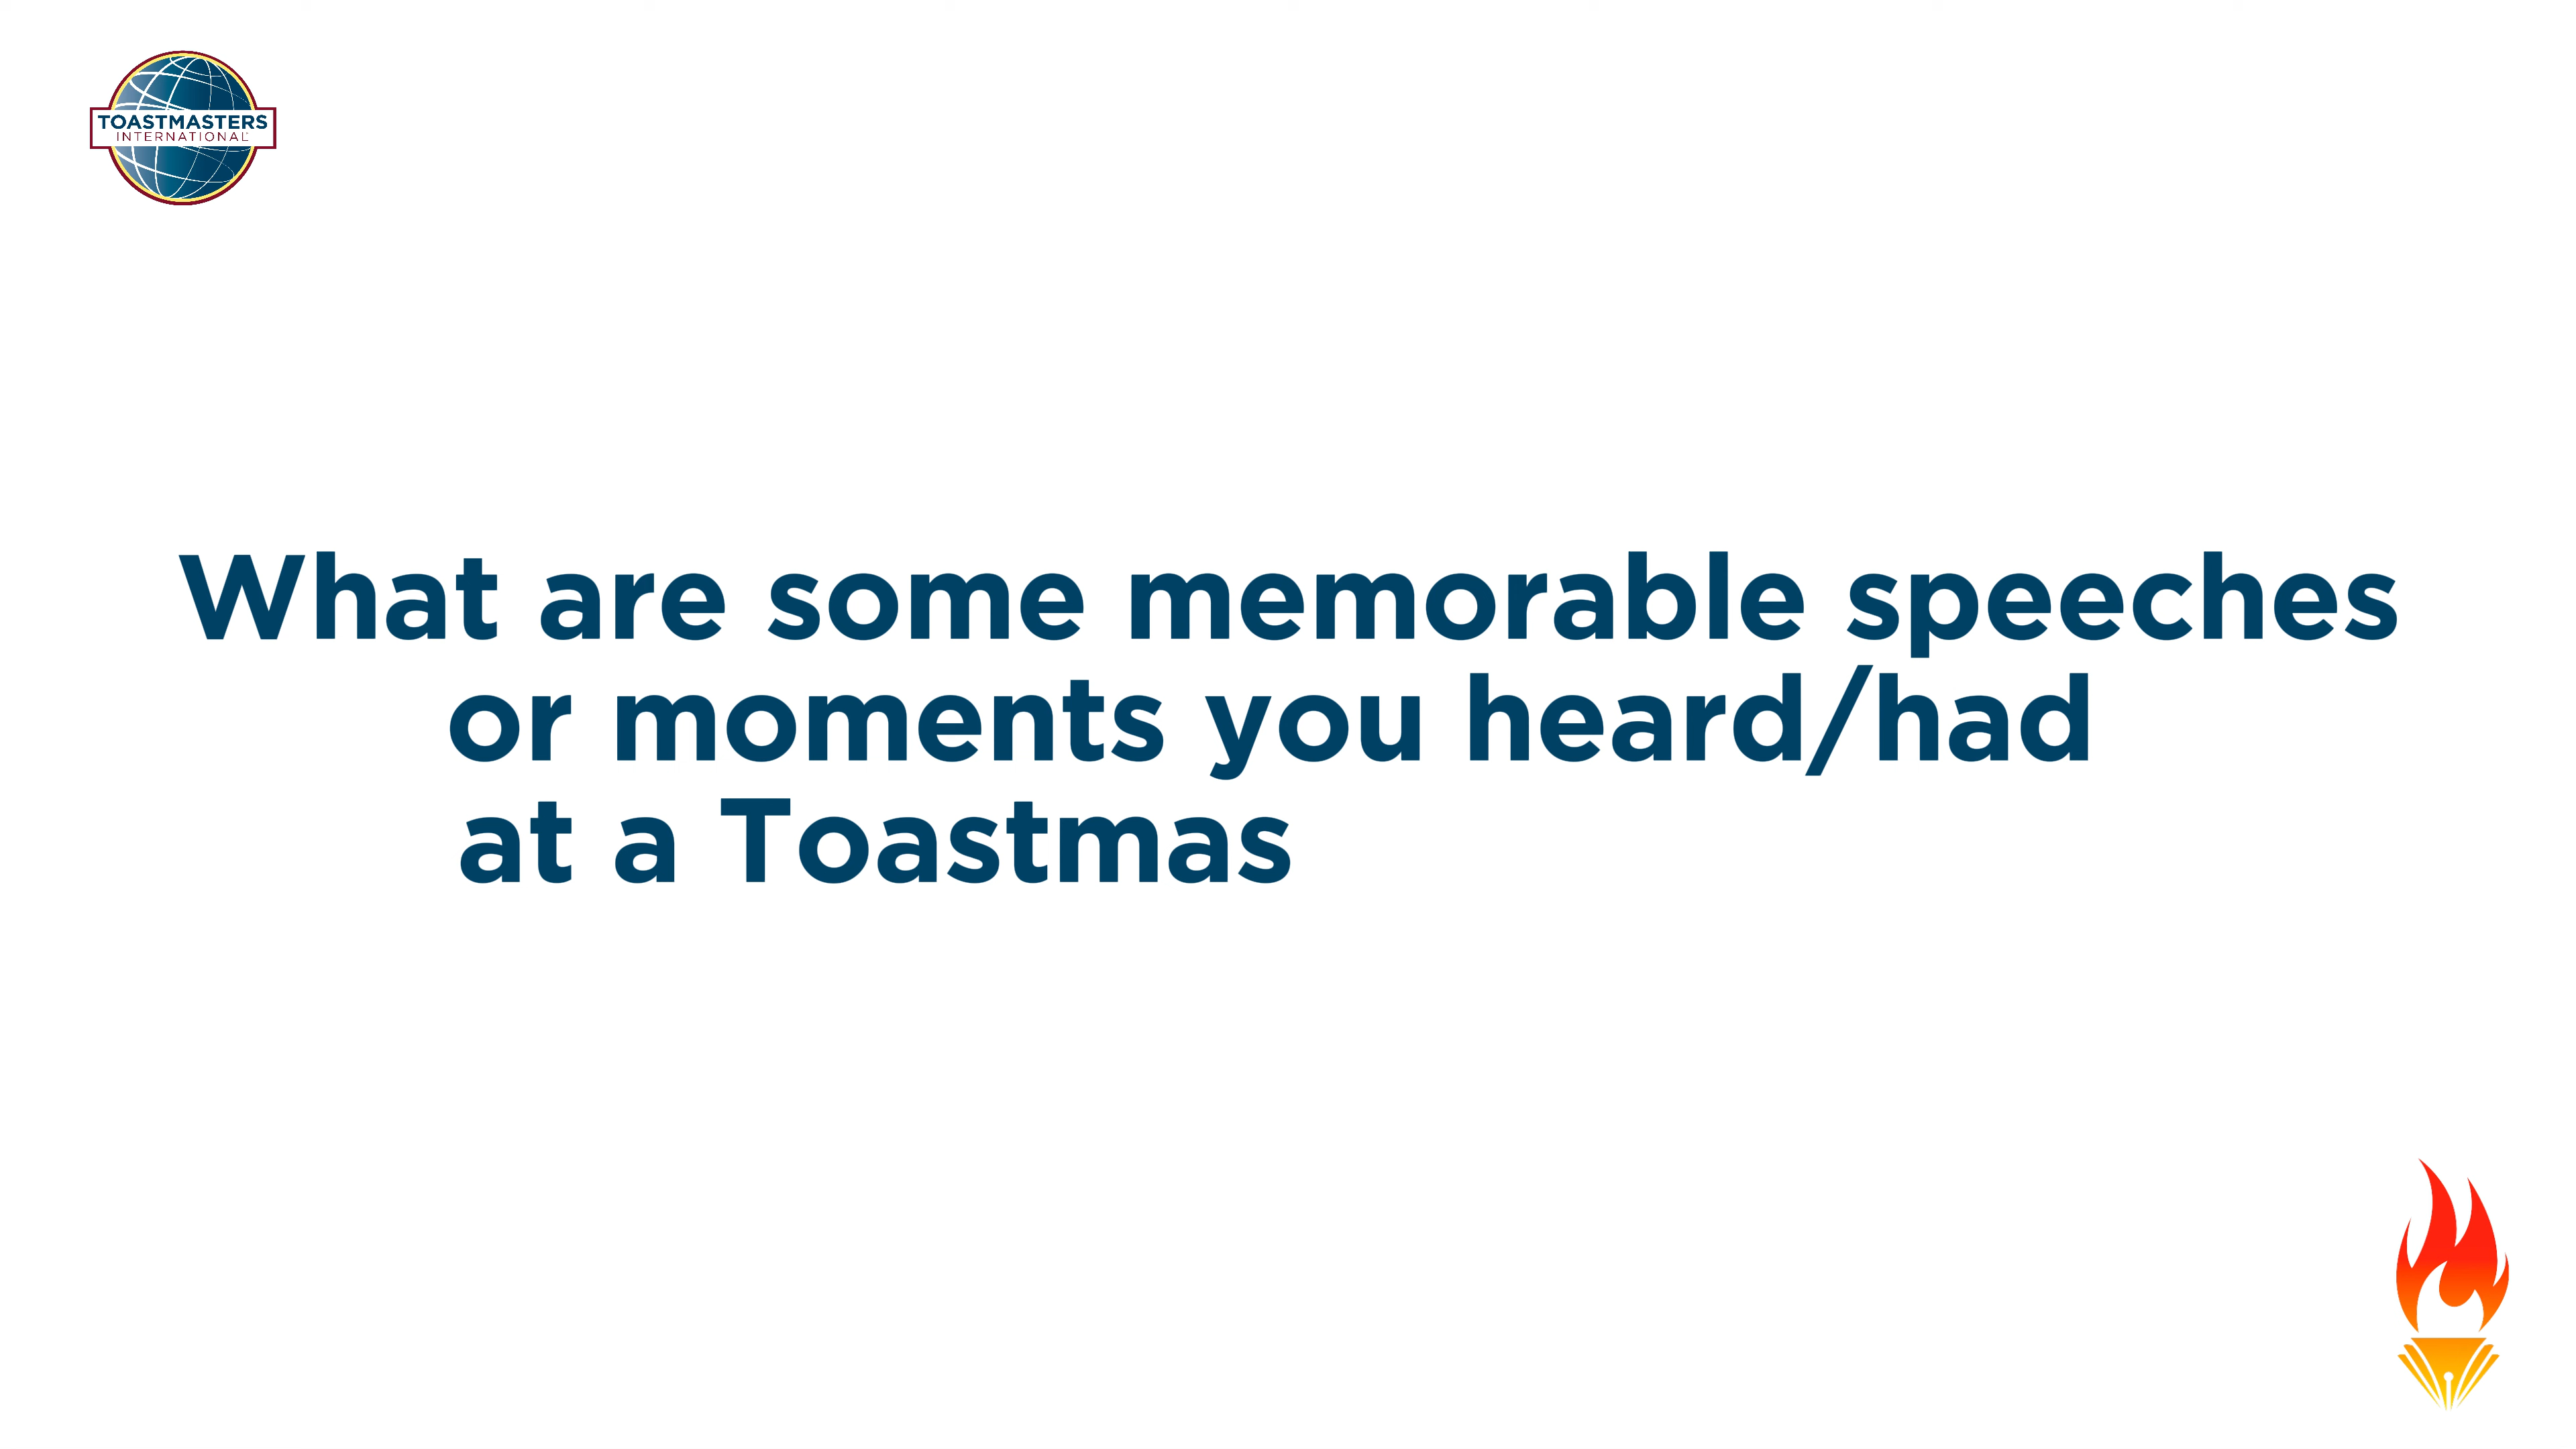 TOASTMASTERS
INTERNATIONAL
What are some memorable speeches
or moments you heard/had
at a Toastmas